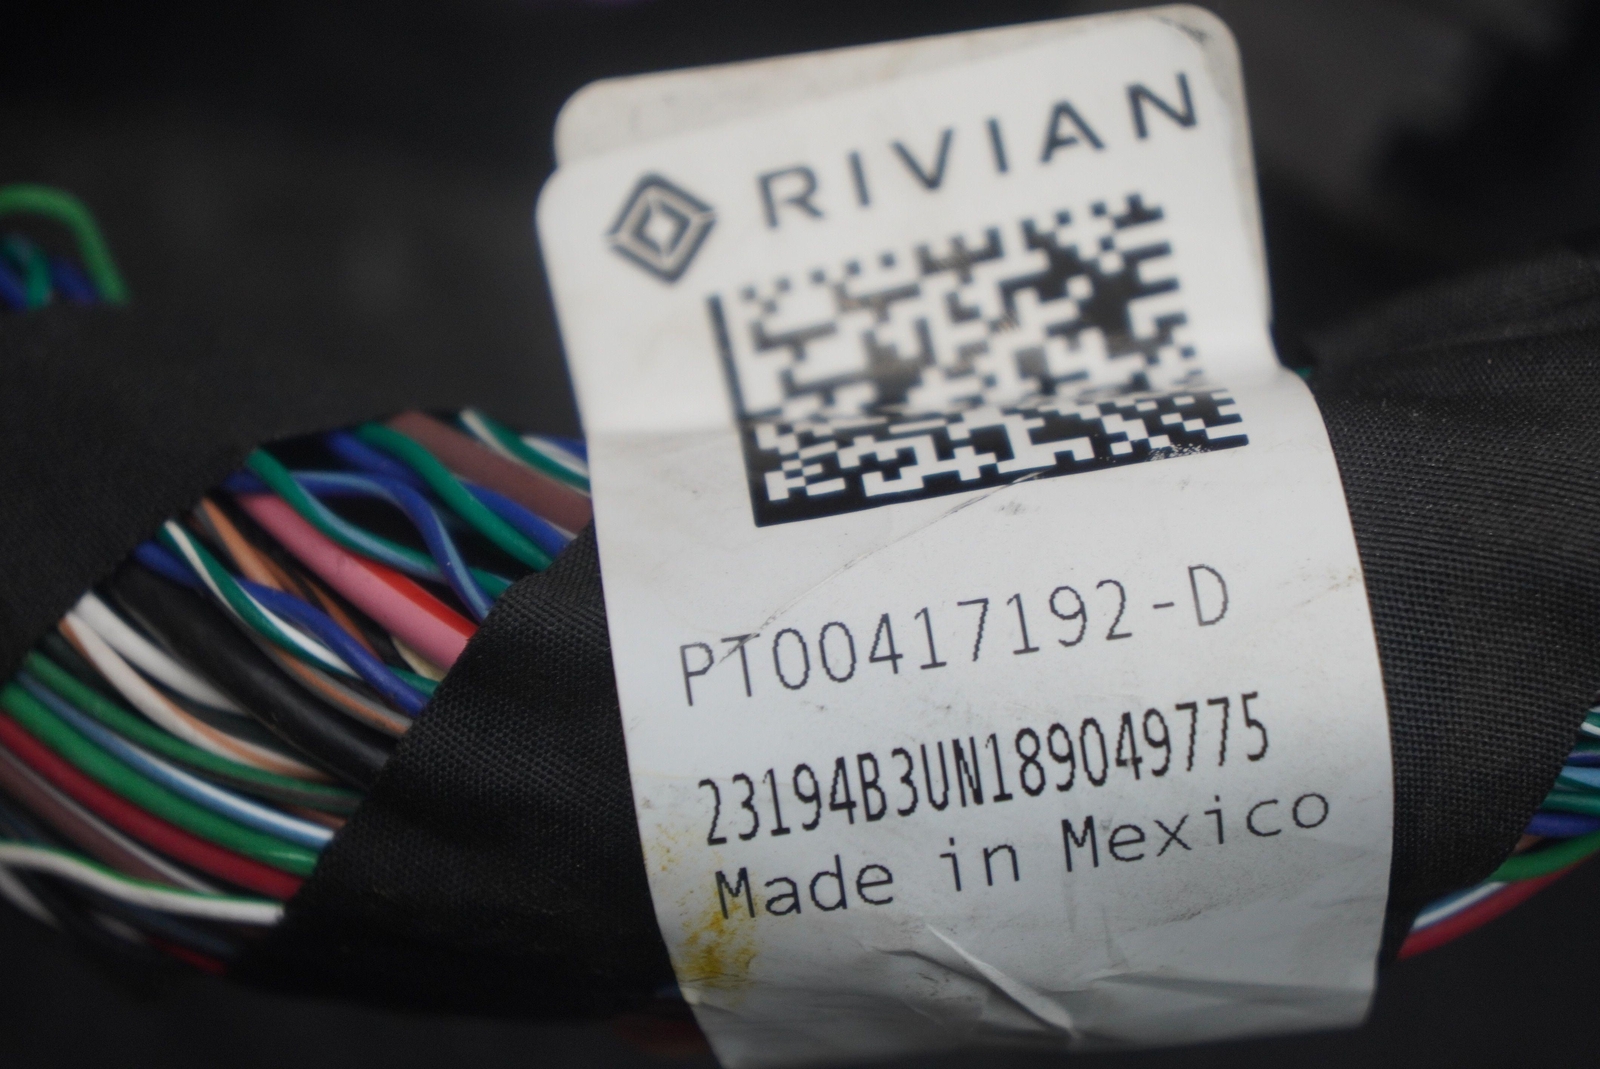 RIVIAN
PT00417192-D
23194B3UN189049775
Made in Mexico